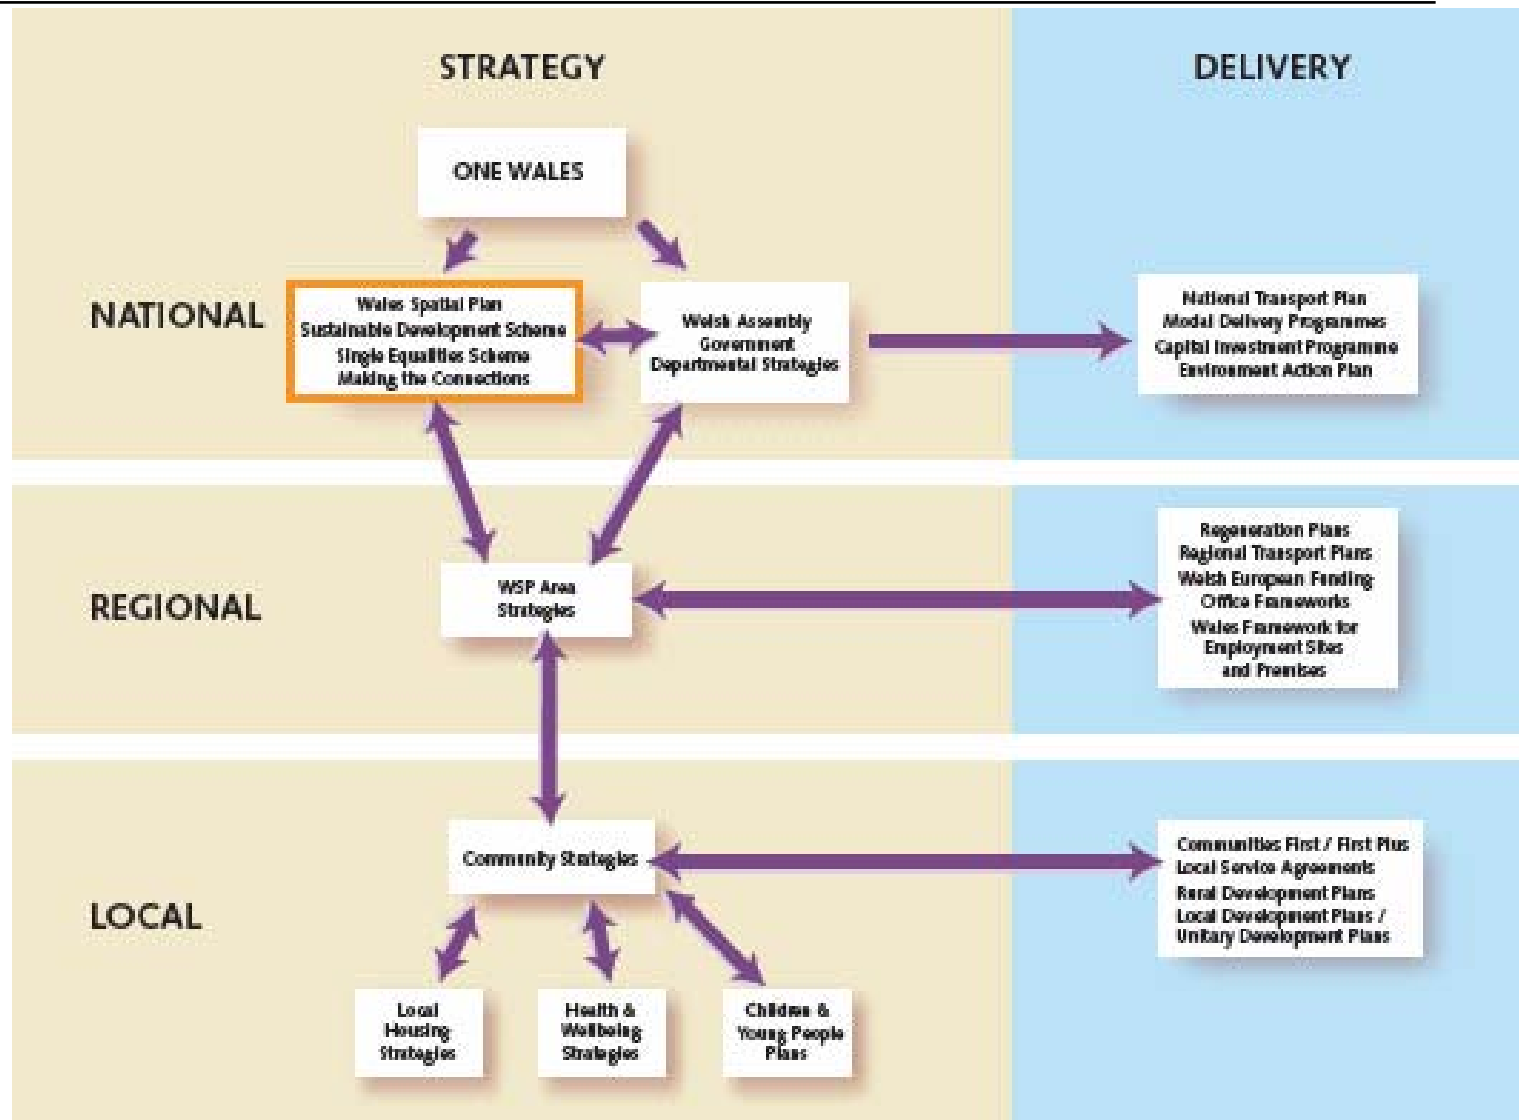 STRATEGY
DELIVERY
ONE WALES
NATIONAL
Wales Spatial Plan
Sustainable Development Scheme
Single Equalities Scheme
Making the Connections
Welsh Assembly
Government
Departmental Strategies
National Transport Plan
Modal Delivery Programmes
Capital Investment Programme
Environment Action Plan
REGIONAL
WSP Area
Strategies
Regeneration Plans
Regional Transport Plans
Welsh European Funding
Office Frameworks
Wales Framework for
Employment Sites
and Premises
LOCAL
Community Strategies
Communities First / First Plus
Local Service Agreements
Rural Development Plans
Local Development Plans /
Unitary Development Plans
Local
Housing
Strategies
Health &
Wellbeing
Strategies
Children &
Young People
Plans